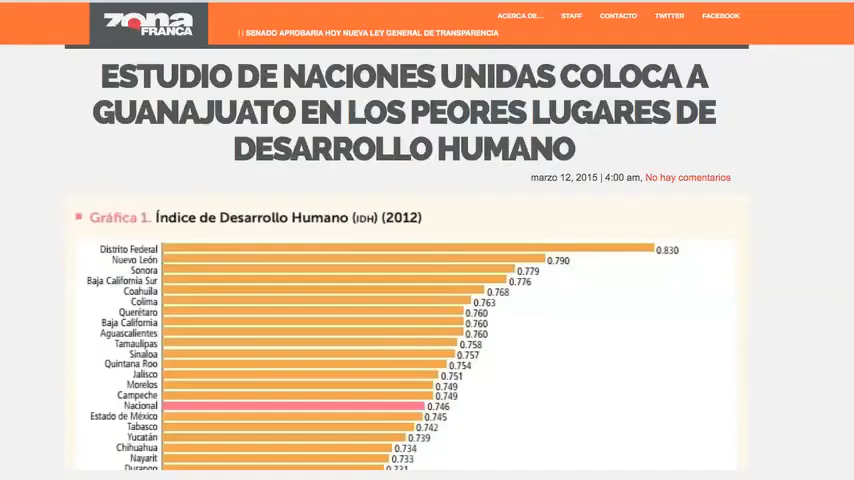 ZONA
FRANCA
ACERCA DE... STAFF CONTACTO TWITTER FACEBOOK
|| SENADO APROBARIA HOY NUEVA LEY GENERAL DE TRANSPARENCIA
ESTUDIO DE NACIONES UNIDAS COLOCA A
GUANAJUATO EN LOS PEORES LUGARES DE
DESARROLLO HUMANO
marzo 12, 2015 | 4:00 am, No hay comentarios
Gráfica 1. Índice de Desarrollo Humano (IDH) (2012)
Distrito Federal 0.830
Nuevo León 0.790
Sonora 0.779
Baja California Sur 0.776
Coahuila 0.768
Colima 0.763
Querétaro 0.760
Baja California 0.760
Aguascalientes 0.760
Tamaulipas 0.758
Sinaloa 0.757
Quintana Roo 0.754
Jalisco 0.751
Morelos 0.749
Campeche 0.749
Nacional 0.746
Estado de México 0.745
Tabasco 0.742
Yucatán 0.739
Chihuahua 0.734
Nayarit 0.733
Durango 0.731